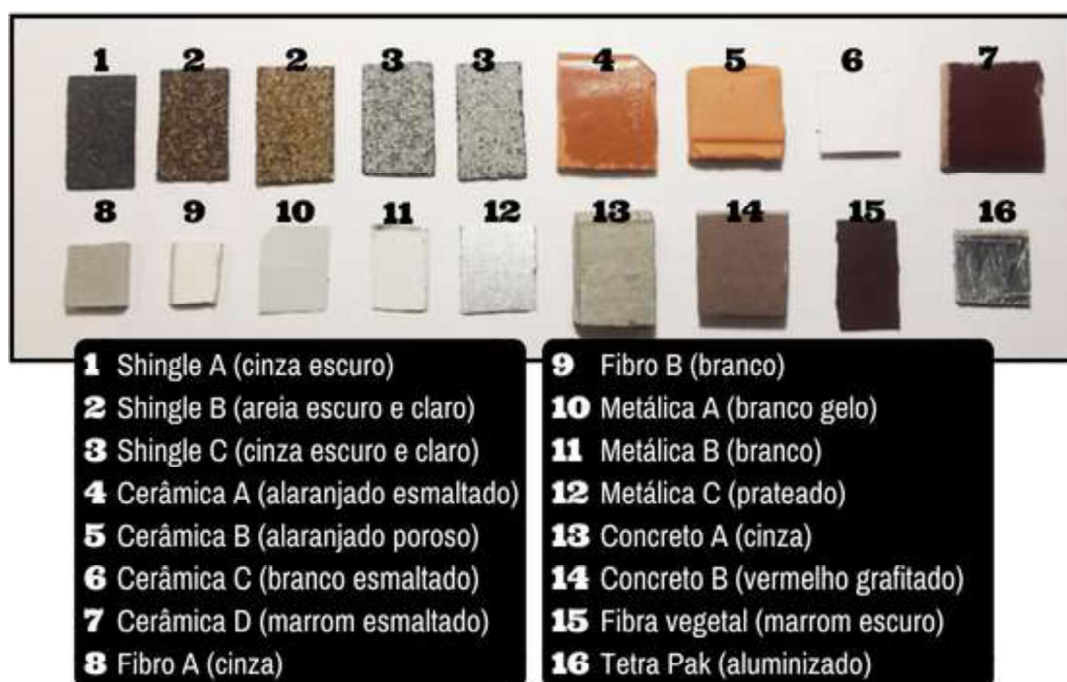 1 2 2 3 3 4 5 6 7
8 9 10 11 12 13 14 15 16
1 Shingle A (cinza escuro)
2 Shingle B (areia escuro e claro)
3 Shingle C (cinza escuro e claro)
4 Cerâmica A (alaranjado esmaltado)
5 Cerâmica B (alaranjado poroso)
6 Cerâmica C (branco esmaltado)
7 Cerâmica D (marrom esmaltado)
8 Fibro A (cinza)
9 Fibro B (branco)
10 Metálica A (branco gelo)
11 Metálica B (branco)
12 Metálica C (prateado)
13 Concreto A (cinza)
14 Concreto B (vermelho grafitado)
15 Fibra vegetal (marrom escuro)
16 Tetra Pak (aluminizado)